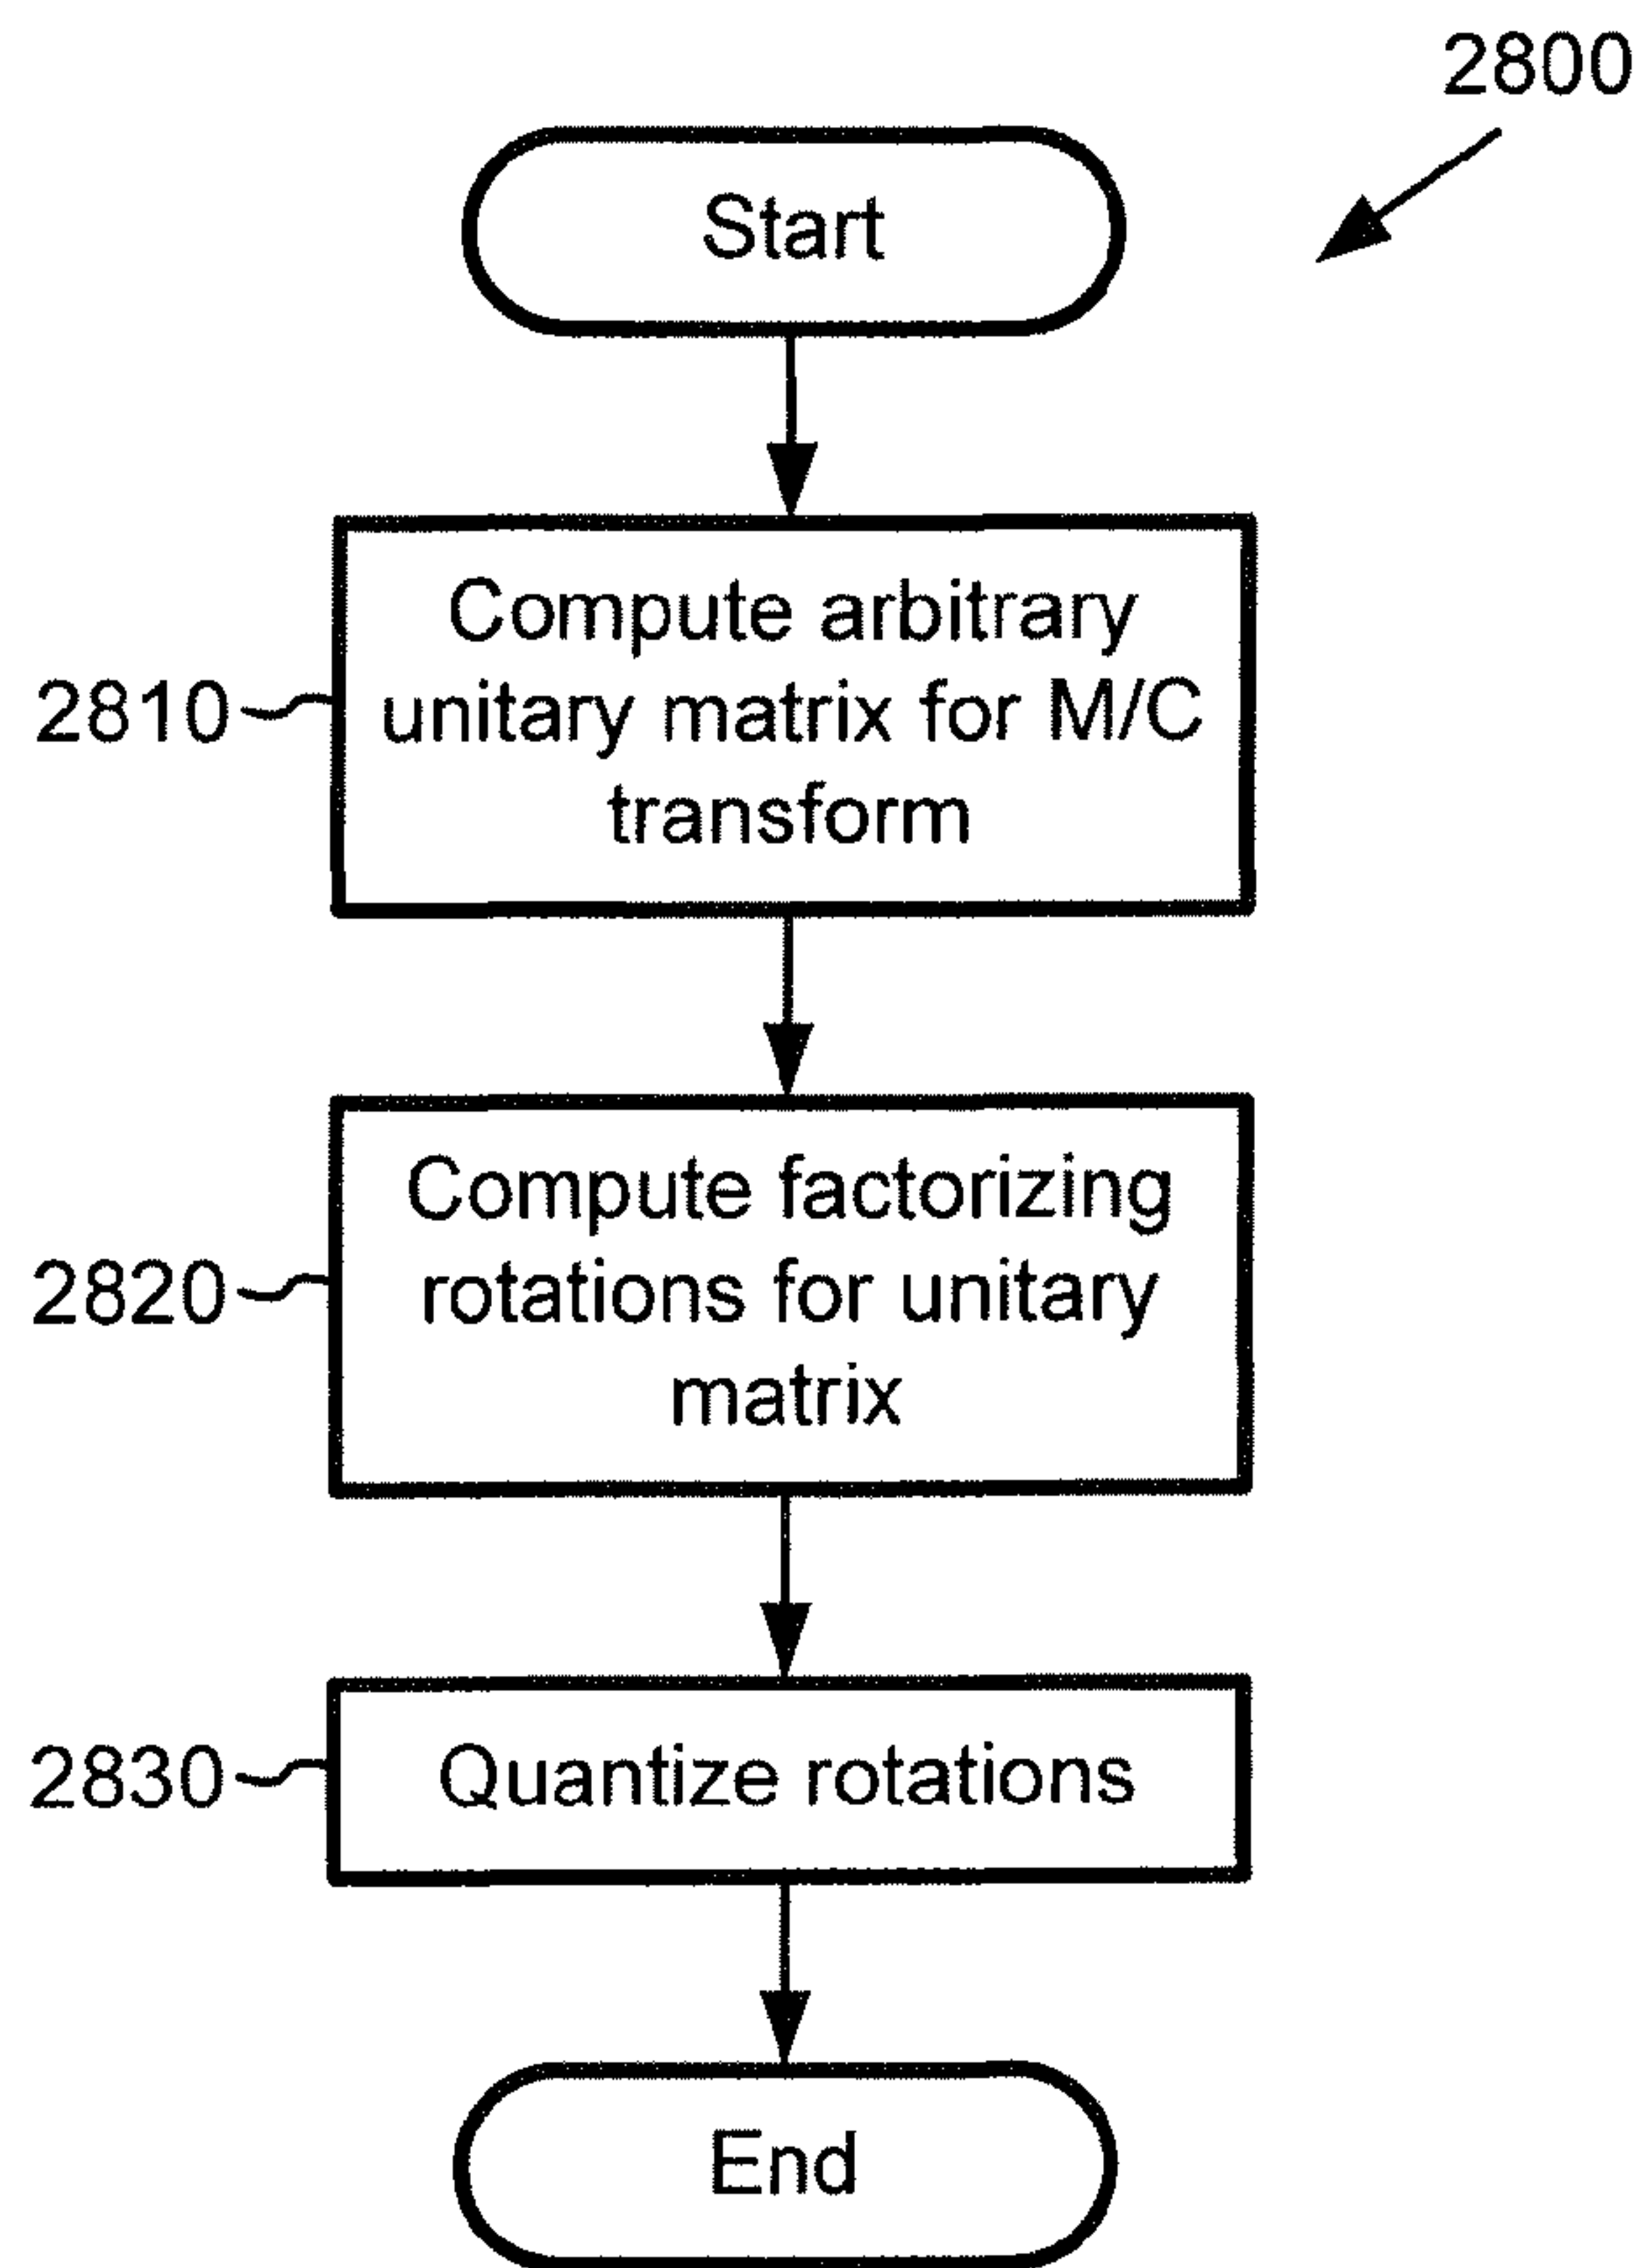 2800
Start
Compute arbitrary
2810
unitary matrix for M/C
transform
Compute factorizing
2820
rotations for unitary
matrix
2830
Quantize rotations
End